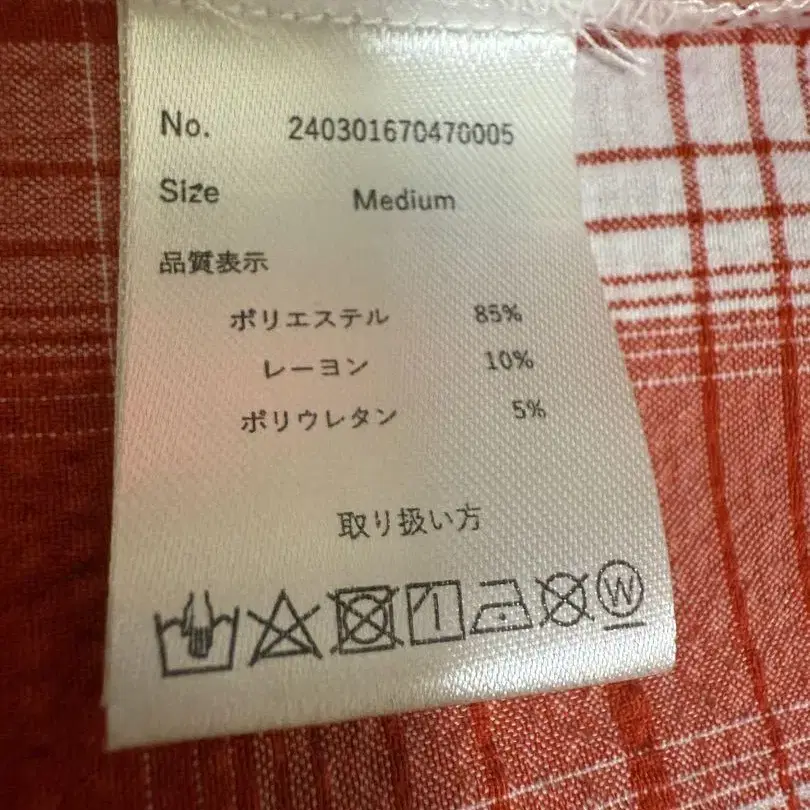 No. 240301670470005
Size Medium
品質表示
ポリエステル 85%
レーヨン 10%
ポリウレタン 5%
取り扱い方
W